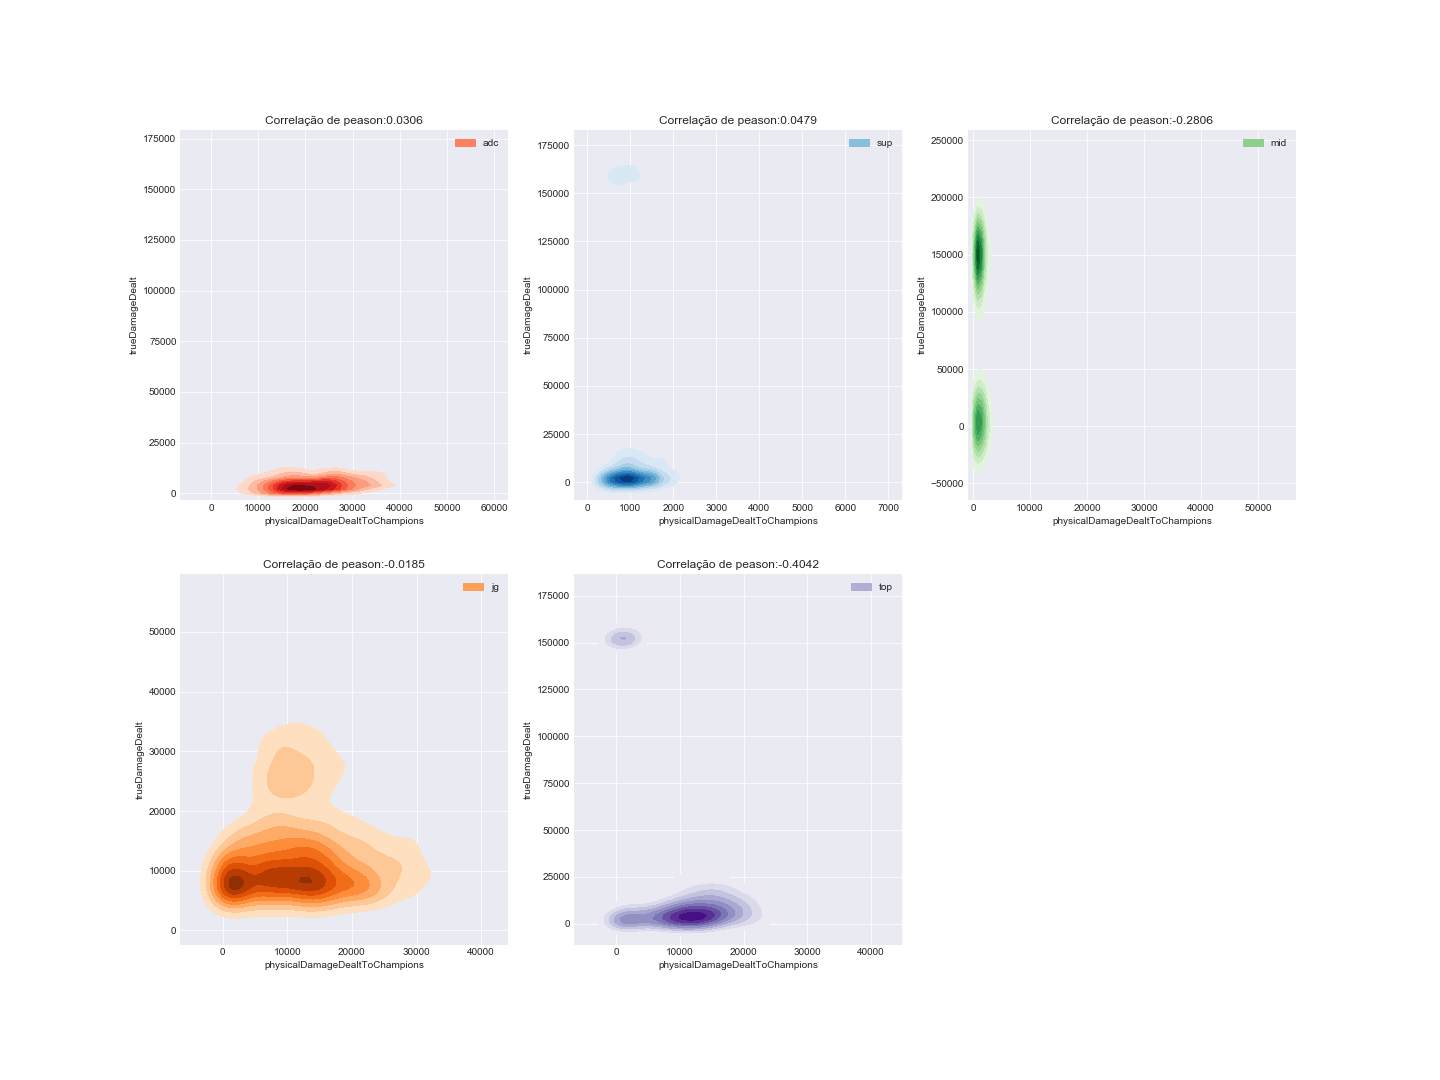 Correlação de peason:0.0306
adc
175000
150000
125000
100000
75000
50000
25000
0
trueDamageDealt
0 10000 20000 30000 40000 50000 60000
physicalDamageDealtToChampions
Correlação de peason:0.0479
sup
175000
150000
125000
100000
75000
50000
25000
0
trueDamageDealt
0 1000 2000 3000 4000 5000 6000 7000
physicalDamageDealtToChampions
Correlação de peason:-0.2806
mid
250000
200000
150000
100000
50000
0
−50000
trueDamageDealt
0 10000 20000 30000 40000 50000
physicalDamageDealtToChampions
Correlação de peason:-0.0185
jg
50000
40000
30000
20000
10000
0
trueDamageDealt
0 10000 20000 30000 40000
physicalDamageDealtToChampions
Correlação de peason:-0.4042
top
175000
150000
125000
100000
75000
50000
25000
0
trueDamageDealt
0 10000 20000 30000 40000
physicalDamageDealtToChampions